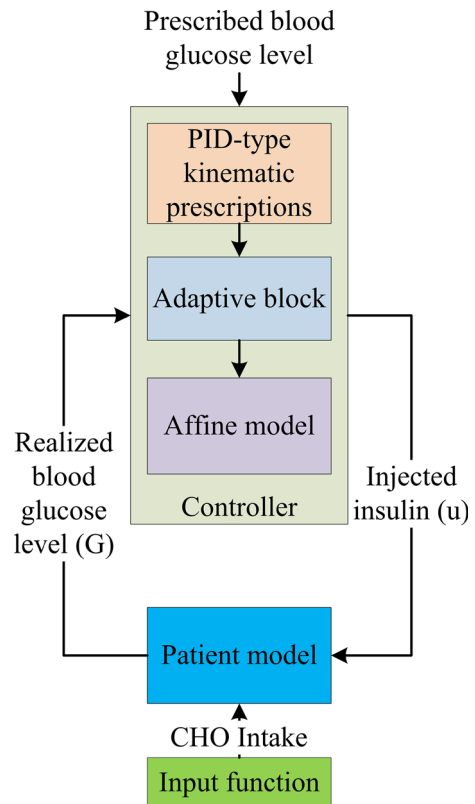 Prescribed blood
glucose level
PID-type
kinematic
prescriptions
Adaptive block
Affine model
Controller
Realized
blood
glucose
level (G)
Injected
insulin (u)
Patient model
CHO Intake
Input function